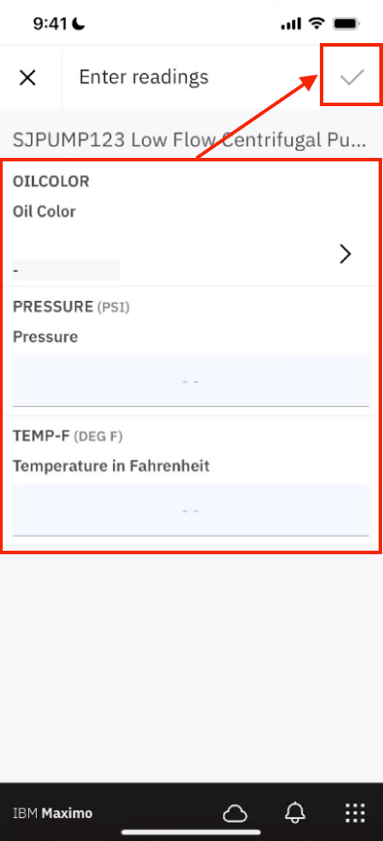 9:41
Enter readings
SJPUMP123 Low Flow Centrifugal Pu...
OILCOLOR
Oil Color
-
PRESSURE (PSI)
Pressure
- -
TEMP-F (DEG F)
Temperature in Fahrenheit
- -
IBM Maximo